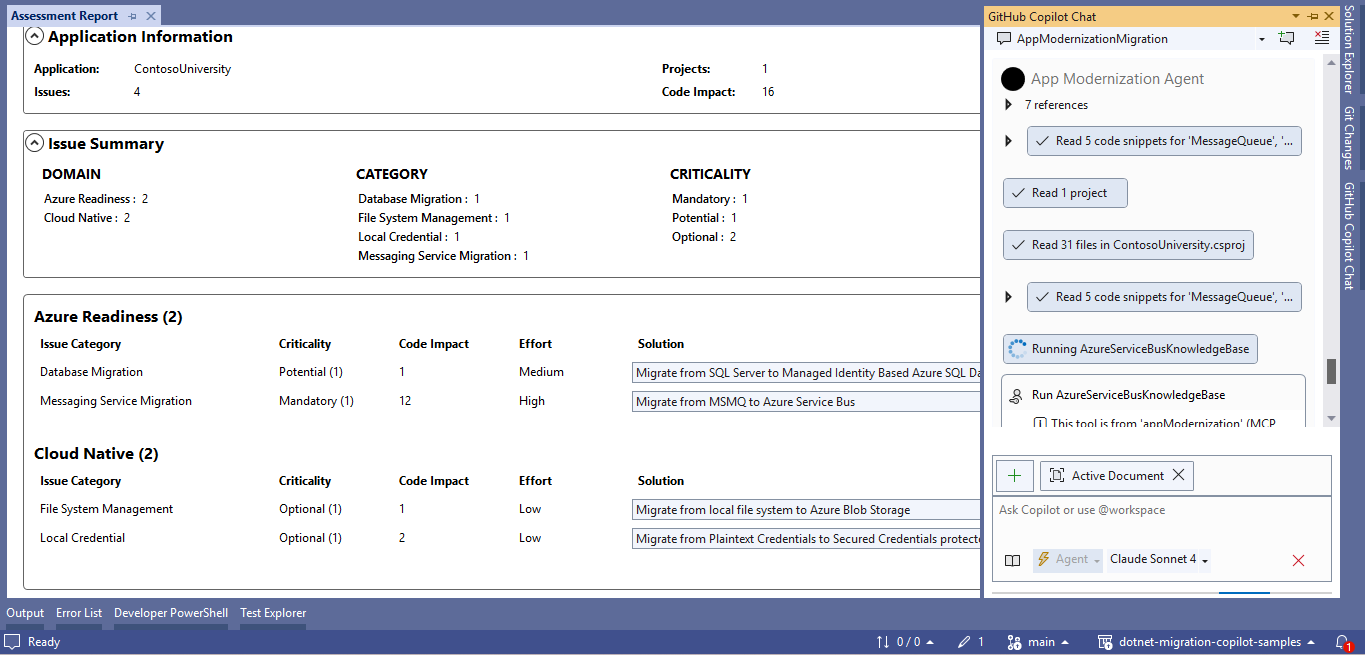 Assessment Report
Application Information
Application: ContosoUniversity Projects: 1
Issues: 4 Code Impact: 16
Issue Summary
DOMAIN CATEGORY CRITICALITY
Azure Readiness : 2 Database Migration : 1 Mandatory : 1
Cloud Native : 2 File System Management : 1 Potential : 1
Local Credential : 1 Optional : 2
Messaging Service Migration : 1
Azure Readiness (2)
Issue Category Criticality Code Impact Effort Solution
Database Migration Potential (1) 1 Medium Migrate from SQL Server to Managed Identity Based Azure SQL Da
Messaging Service Migration Mandatory (1) 12 High Migrate from MSMQ to Azure Service Bus
Cloud Native (2)
Issue Category Criticality Code Impact Effort Solution
File System Management Optional (1) 1 Low Migrate from local file system to Azure Blob Storage
Local Credential Optional (1) 2 Low Migrate from Plaintext Credentials to Secured Credentials protect
GitHub Copilot Chat
AppModernizationMigration
App Modernization Agent
7 references
Read 5 code snippets for 'MessageQueue', '...
Read 1 project
Read 31 files in ContosoUniversity.csproj
Read 5 code snippets for 'MessageQueue', '...
Running AzureServiceBusKnowledgeBase
Run AzureServiceBusKnowledgeBase
This tool is from 'appModernization' (MCP
Active Document
Ask Copilot or use @workspace
Agent Claude Sonnet 4
Solution Explorer
Git Changes
GitHub Copilot Chat
Output Error List Developer PowerShell Test Explorer
Ready 0 / 0 1 main dotnet-migration-copilot-samples 1